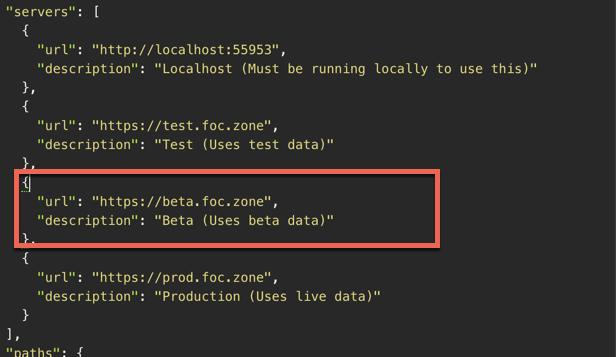 "servers": [
{
"url": "http://localhost:55953",
"description": "Localhost (Must be running locally to use this)"
},
{
"url": "https://test.foc.zone",
"description": "Test (Uses test data)"
},
{
"url": "https://beta.foc.zone",
"description": "Beta (Uses beta data)"
},
{
"url": "https://prod.foc.zone",
"description": "Production (Uses live data)"
}
],
"paths": {